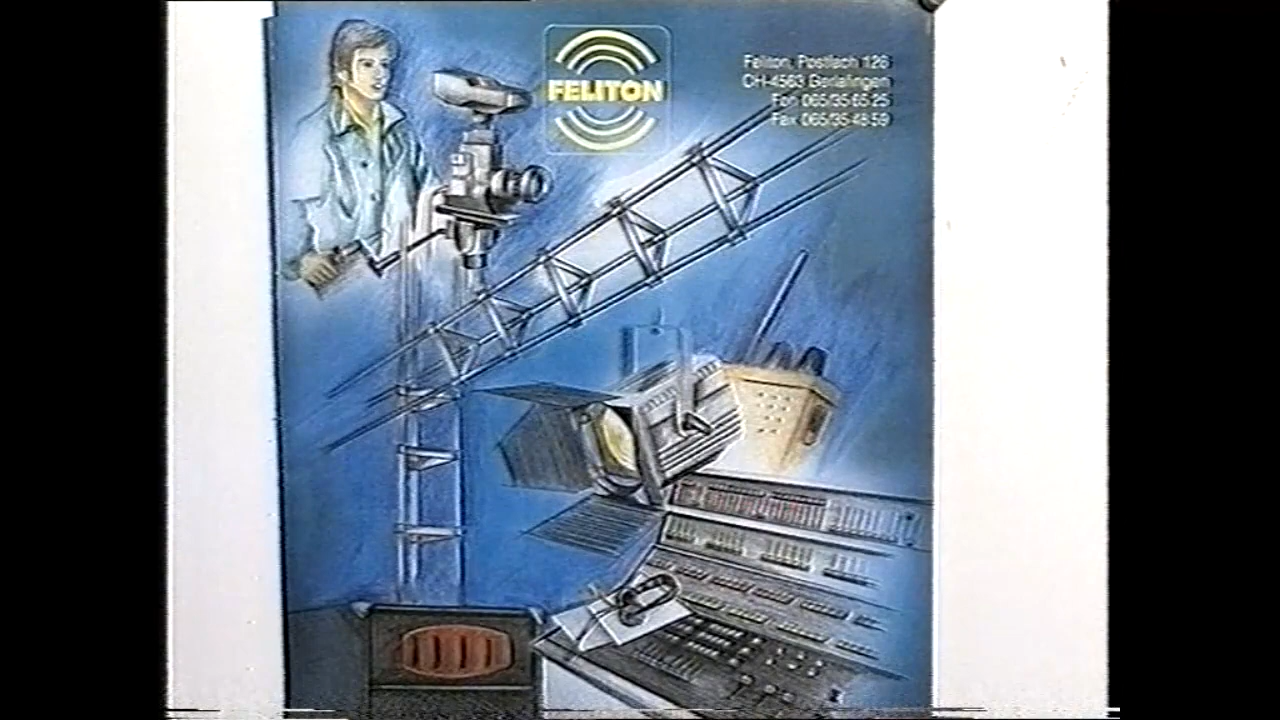 FELITON
Feliton, Postfach 126
CH-4563 Gerlafingen
Fon 065/35 65 25
Fax 065/35 48 59